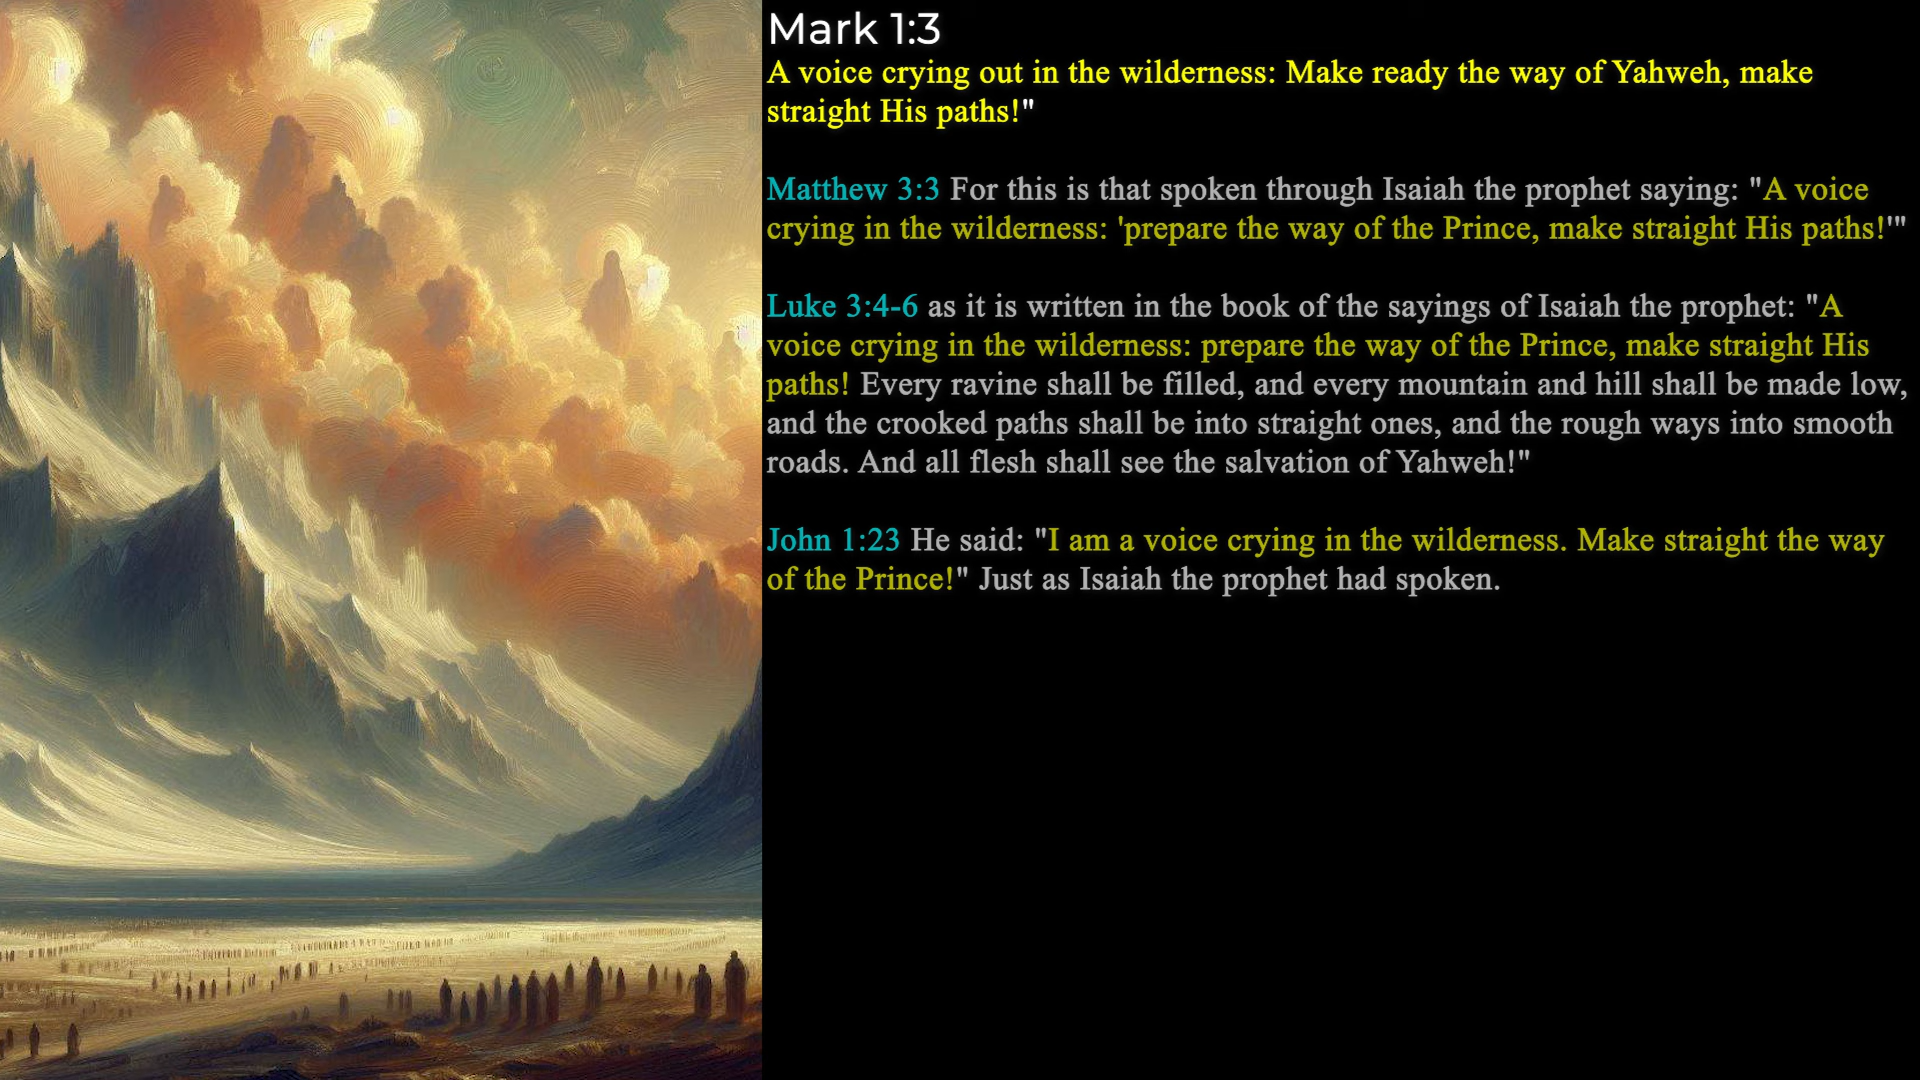 Mark 1:3
A voice crying out in the wilderness: Make ready the way of Yahweh, make
straight His paths!"
Matthew 3:3 For this is that spoken through Isaiah the prophet saying: "A voice
crying in the wilderness: 'prepare the way of the Prince, make straight His paths!'"
Luke 3:4-6 as it is written in the book of the sayings of Isaiah the prophet: "A
voice crying in the wilderness: prepare the way of the Prince, make straight His
paths! Every ravine shall be filled, and every mountain and hill shall be made low,
and the crooked paths shall be into straight ones, and the rough ways into smooth
roads. And all flesh shall see the salvation of Yahweh!"
John 1:23 He said: "I am a voice crying in the wilderness. Make straight the way
of the Prince!" Just as Isaiah the prophet had spoken.